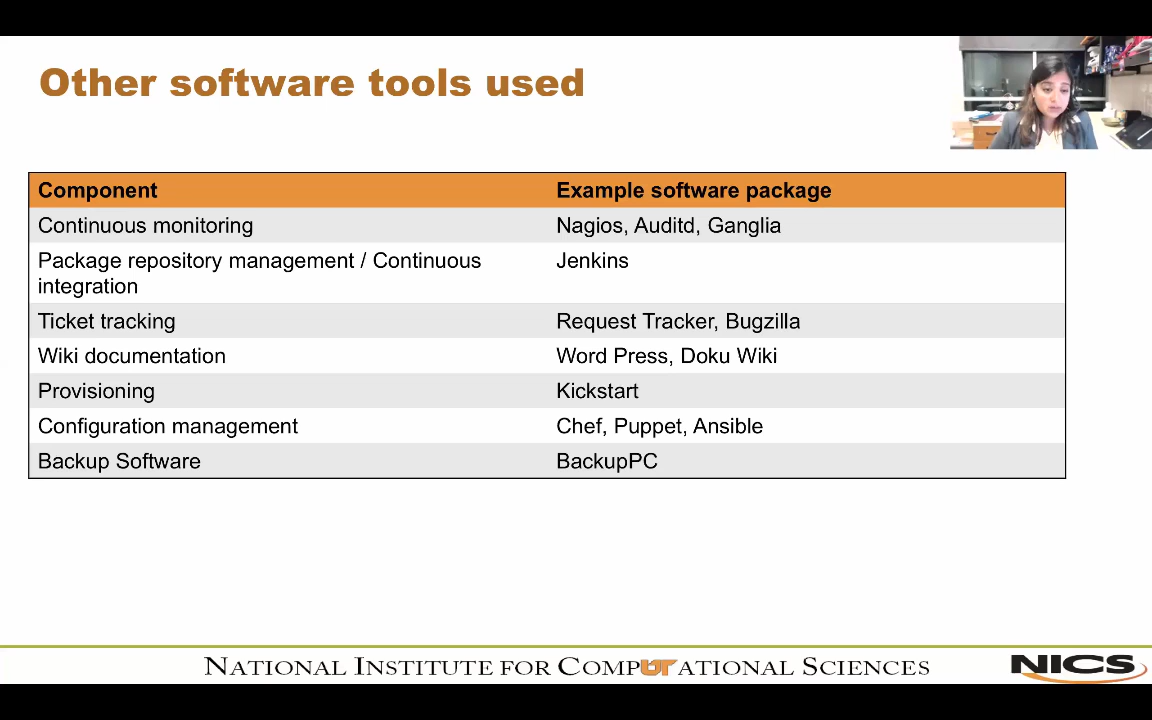 Other software tools used
Component Example software package
Continuous monitoring Nagios, Auditd, Ganglia
Package repository management / Continuous Jenkins
integration
Ticket tracking Request Tracker, Bugzilla
Wiki documentation Word Press, Doku Wiki
Provisioning Kickstart
Configuration management Chef, Puppet, Ansible
Backup Software BackupPC
NATIONAL INSTITUTE FOR COMPUTATIONAL SCIENCES
NICS